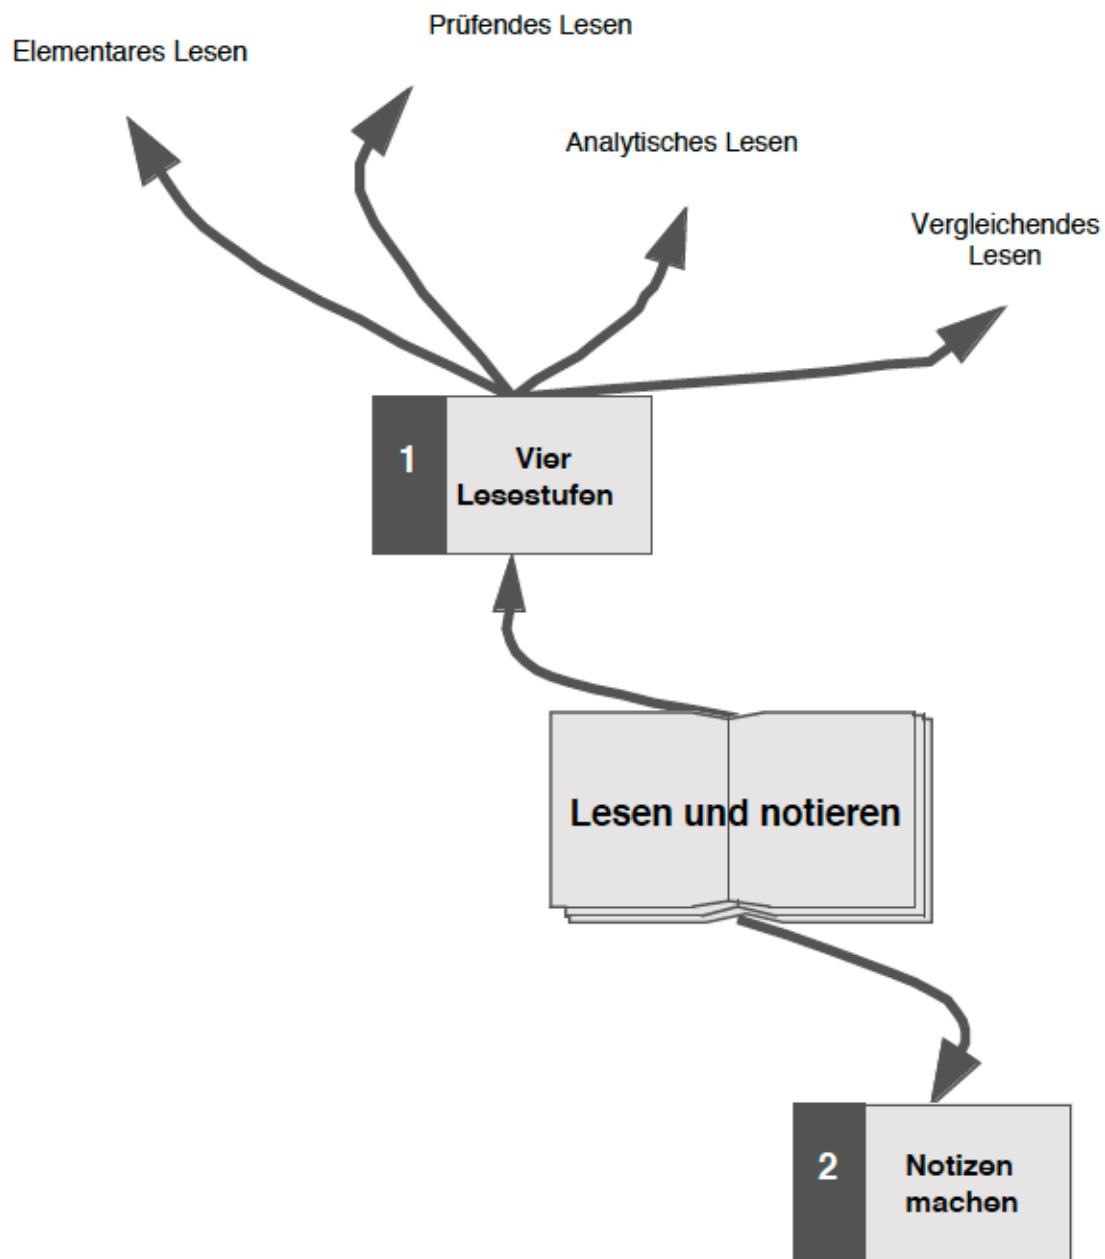 Prüfendes Lesen
Elementares Lesen
Analytisches Lesen
Vergleichendes
Lesen
1
Vier
Lesestufen
Lesen und notieren
2
Notizen
machen